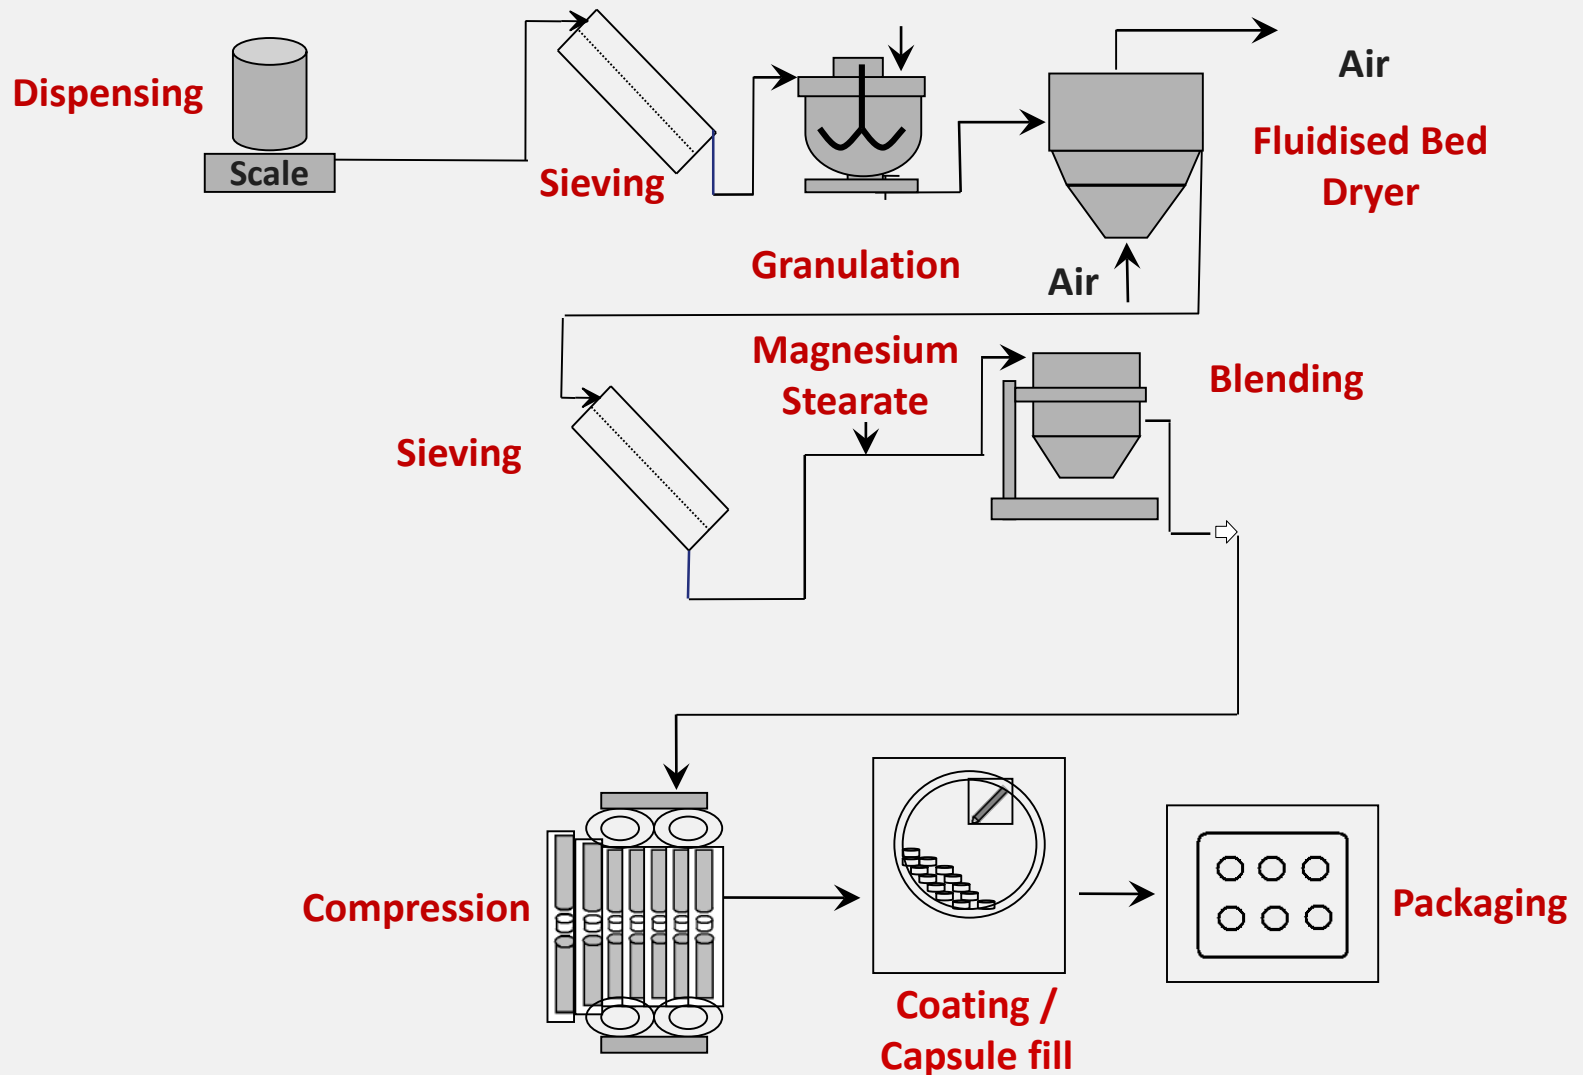 Dispensing
Scale
Sieving
Granulation
Air
Fluidised Bed
Dryer
Air
Sieving
Magnesium
Stearate
Blending
Compression
Coating /
Capsule fill
Packaging